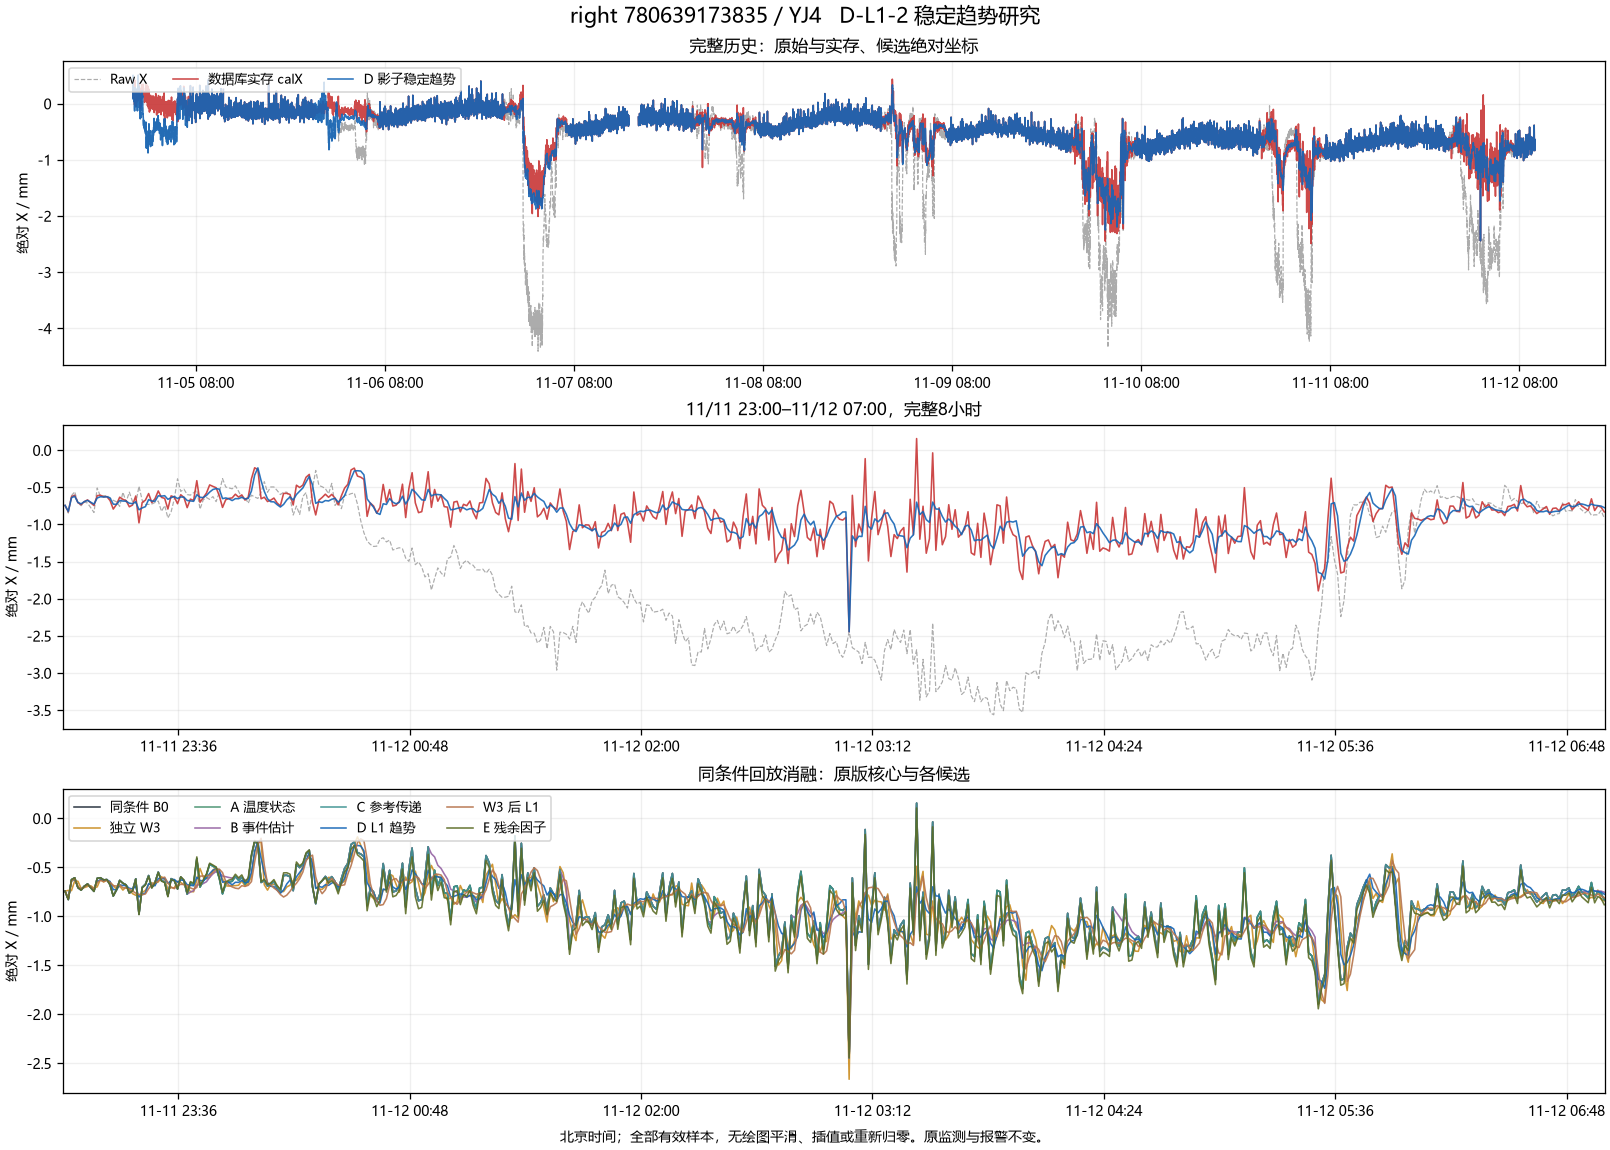 right 780639173835 / YJ4   D-L1-2 稳定趋势研究
完整历史：原始与实存、候选绝对坐标
Raw X
数据库实存 calX
D 影子稳定趋势
绝对 X / mm
0
-1
-2
-3
-4
11-05 08:00
11-06 08:00
11-07 08:00
11-08 08:00
11-09 08:00
11-10 08:00
11-11 08:00
11-12 08:00
11/11 23:00–11/12 07:00，完整8小时
绝对 X / mm
0.0
-0.5
-1.0
-1.5
-2.0
-2.5
-3.0
-3.5
11-11 23:36
11-12 00:48
11-12 02:00
11-12 03:12
11-12 04:24
11-12 05:36
11-12 06:48
同条件回放消融：原版核心与各候选
同条件 B0
A 温度状态
C 参考传递
W3 后 L1
独立 W3
B 事件估计
D L1 趋势
E 残余因子
绝对 X / mm
0.0
-0.5
-1.0
-1.5
-2.0
-2.5
11-11 23:36
11-12 00:48
11-12 02:00
11-12 03:12
11-12 04:24
11-12 05:36
11-12 06:48
北京时间；全部有效样本，无绘图平滑、插值或重新归零。原监测与报警不变。